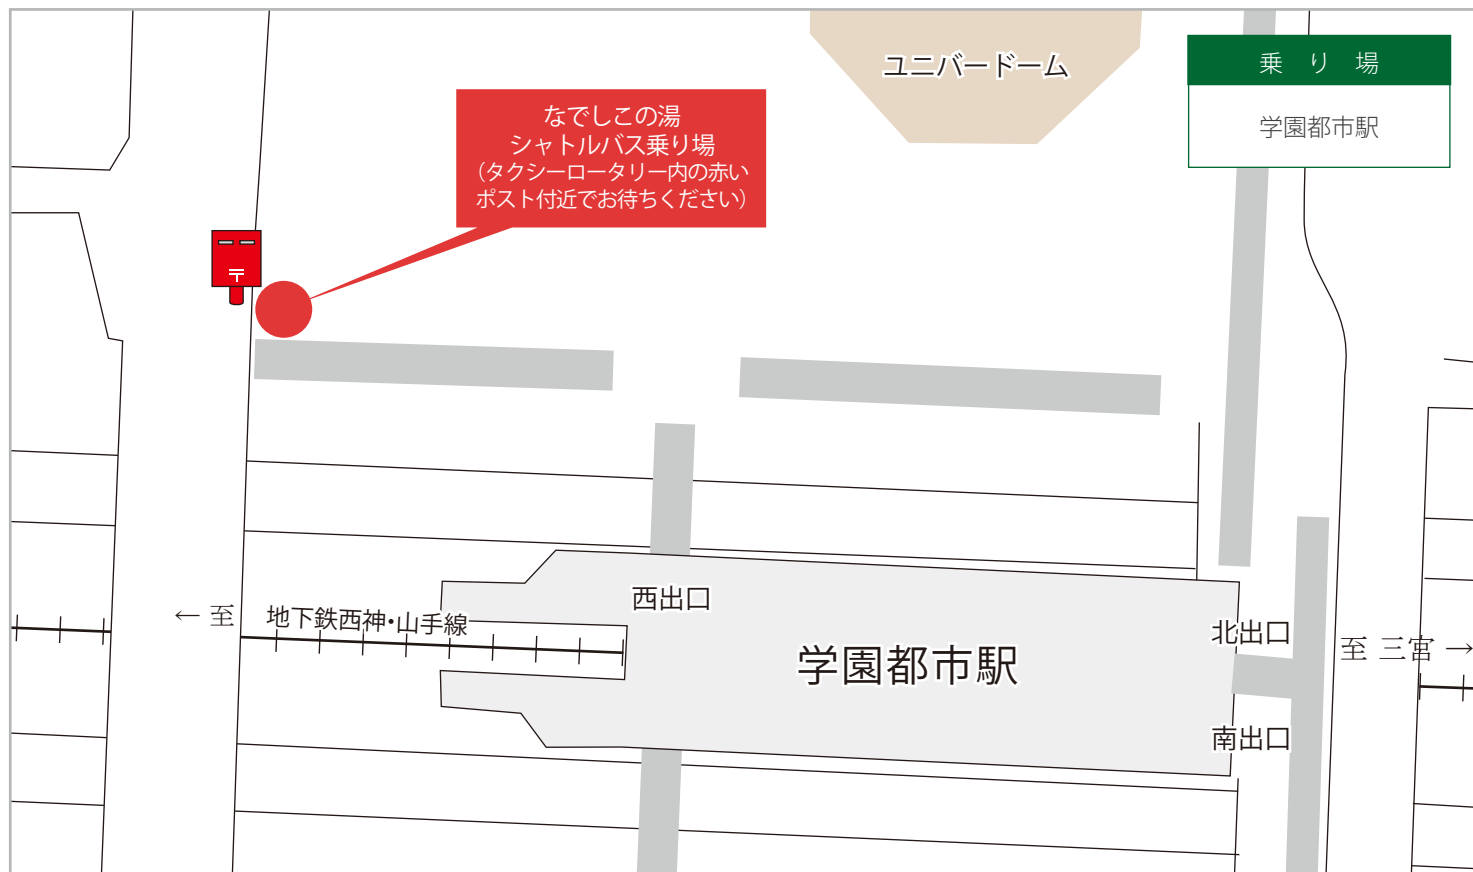 ユニバードーム
乗り場
学園都市駅
なでしこの湯
シャトルバス乗り場
（タクシーロータリー内の赤い
ポスト付近でお待ちください）
〒
西出口
← 至
地下鉄西神・山手線
学園都市駅
北出口
至 三宮 →
南出口